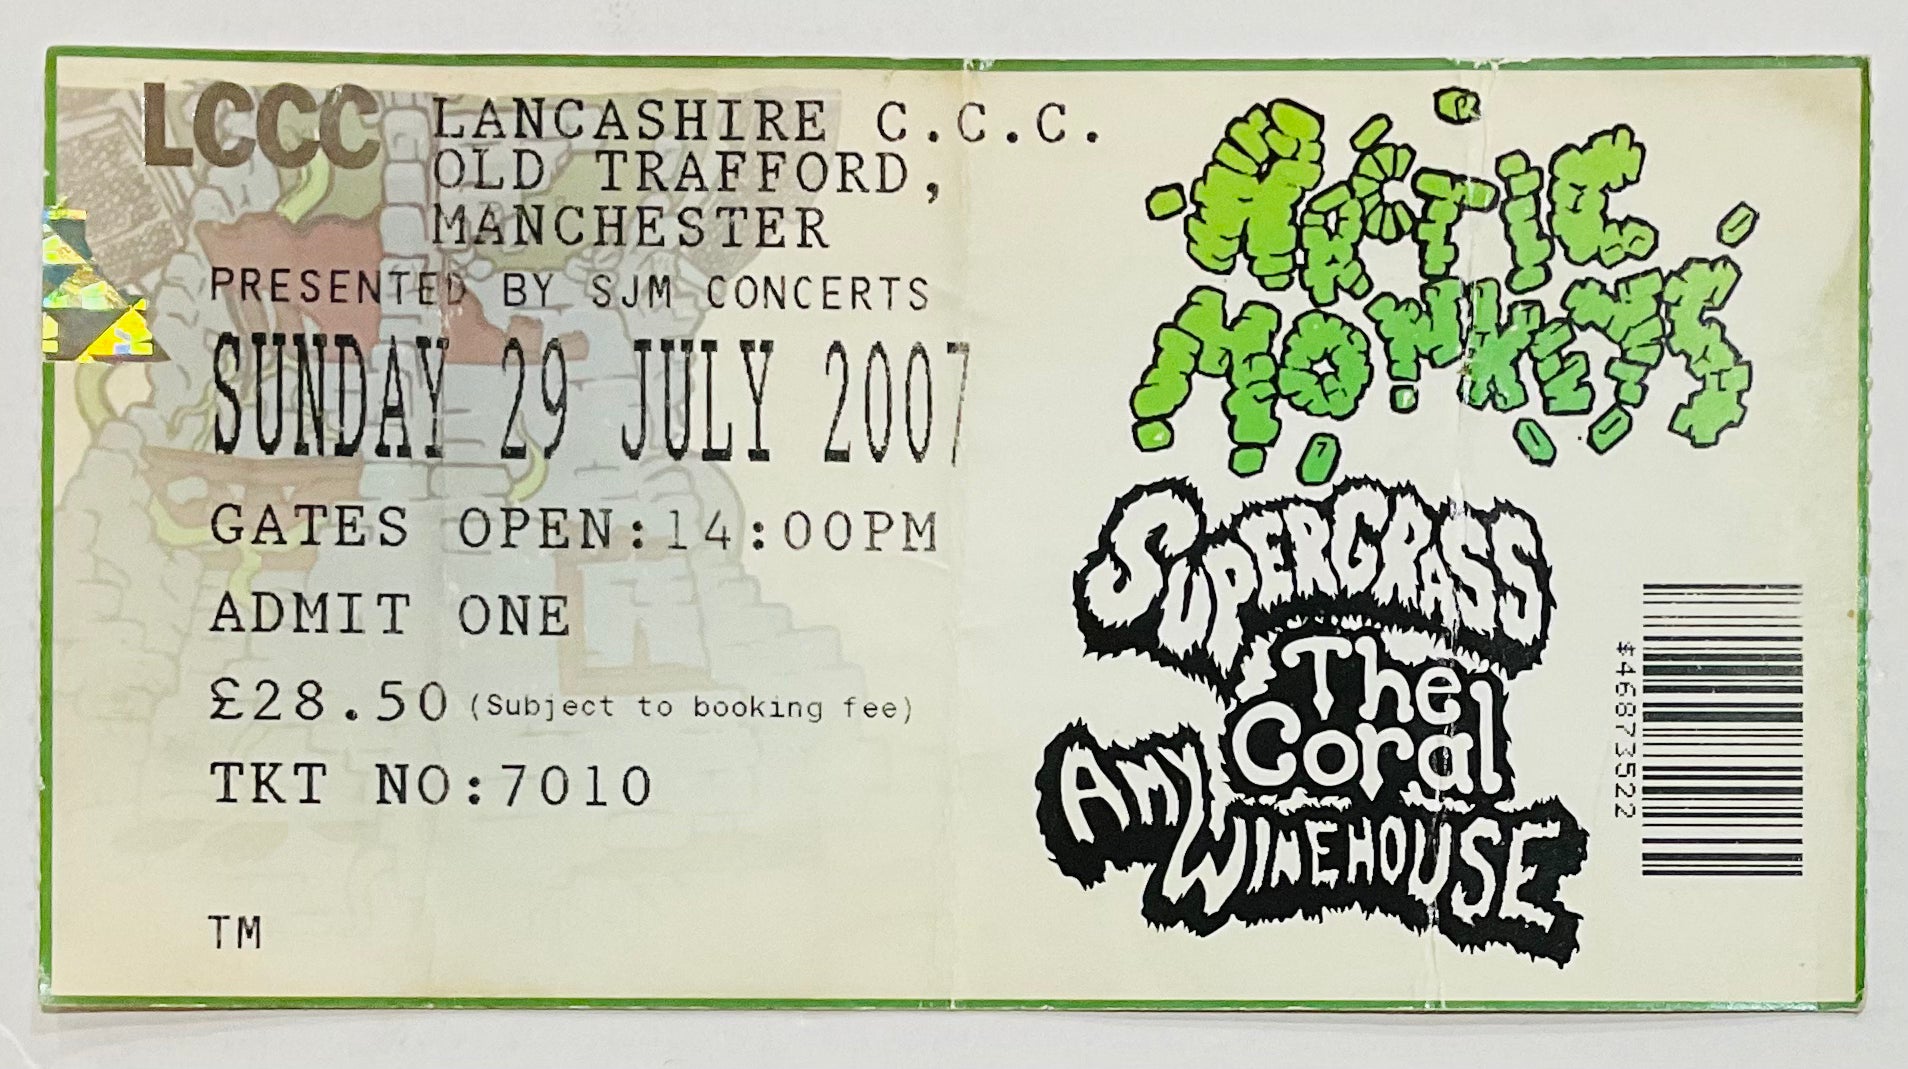 LCCC
LANCASHIRE C.C.C.
OLD TRAFFORD,
MANCHESTER
PRESENTED BY SJM CONCERTS
SUNDAY 29 JULY 2007
GATES OPEN:14:00PM
ADMIT ONE
£28.50 (Subject to booking fee)
TKT NO:7010
TM
ARCTIC
MONKEYS
SUPERGRASS
The
Coral
AMY
WINEHOUSE
$46873522